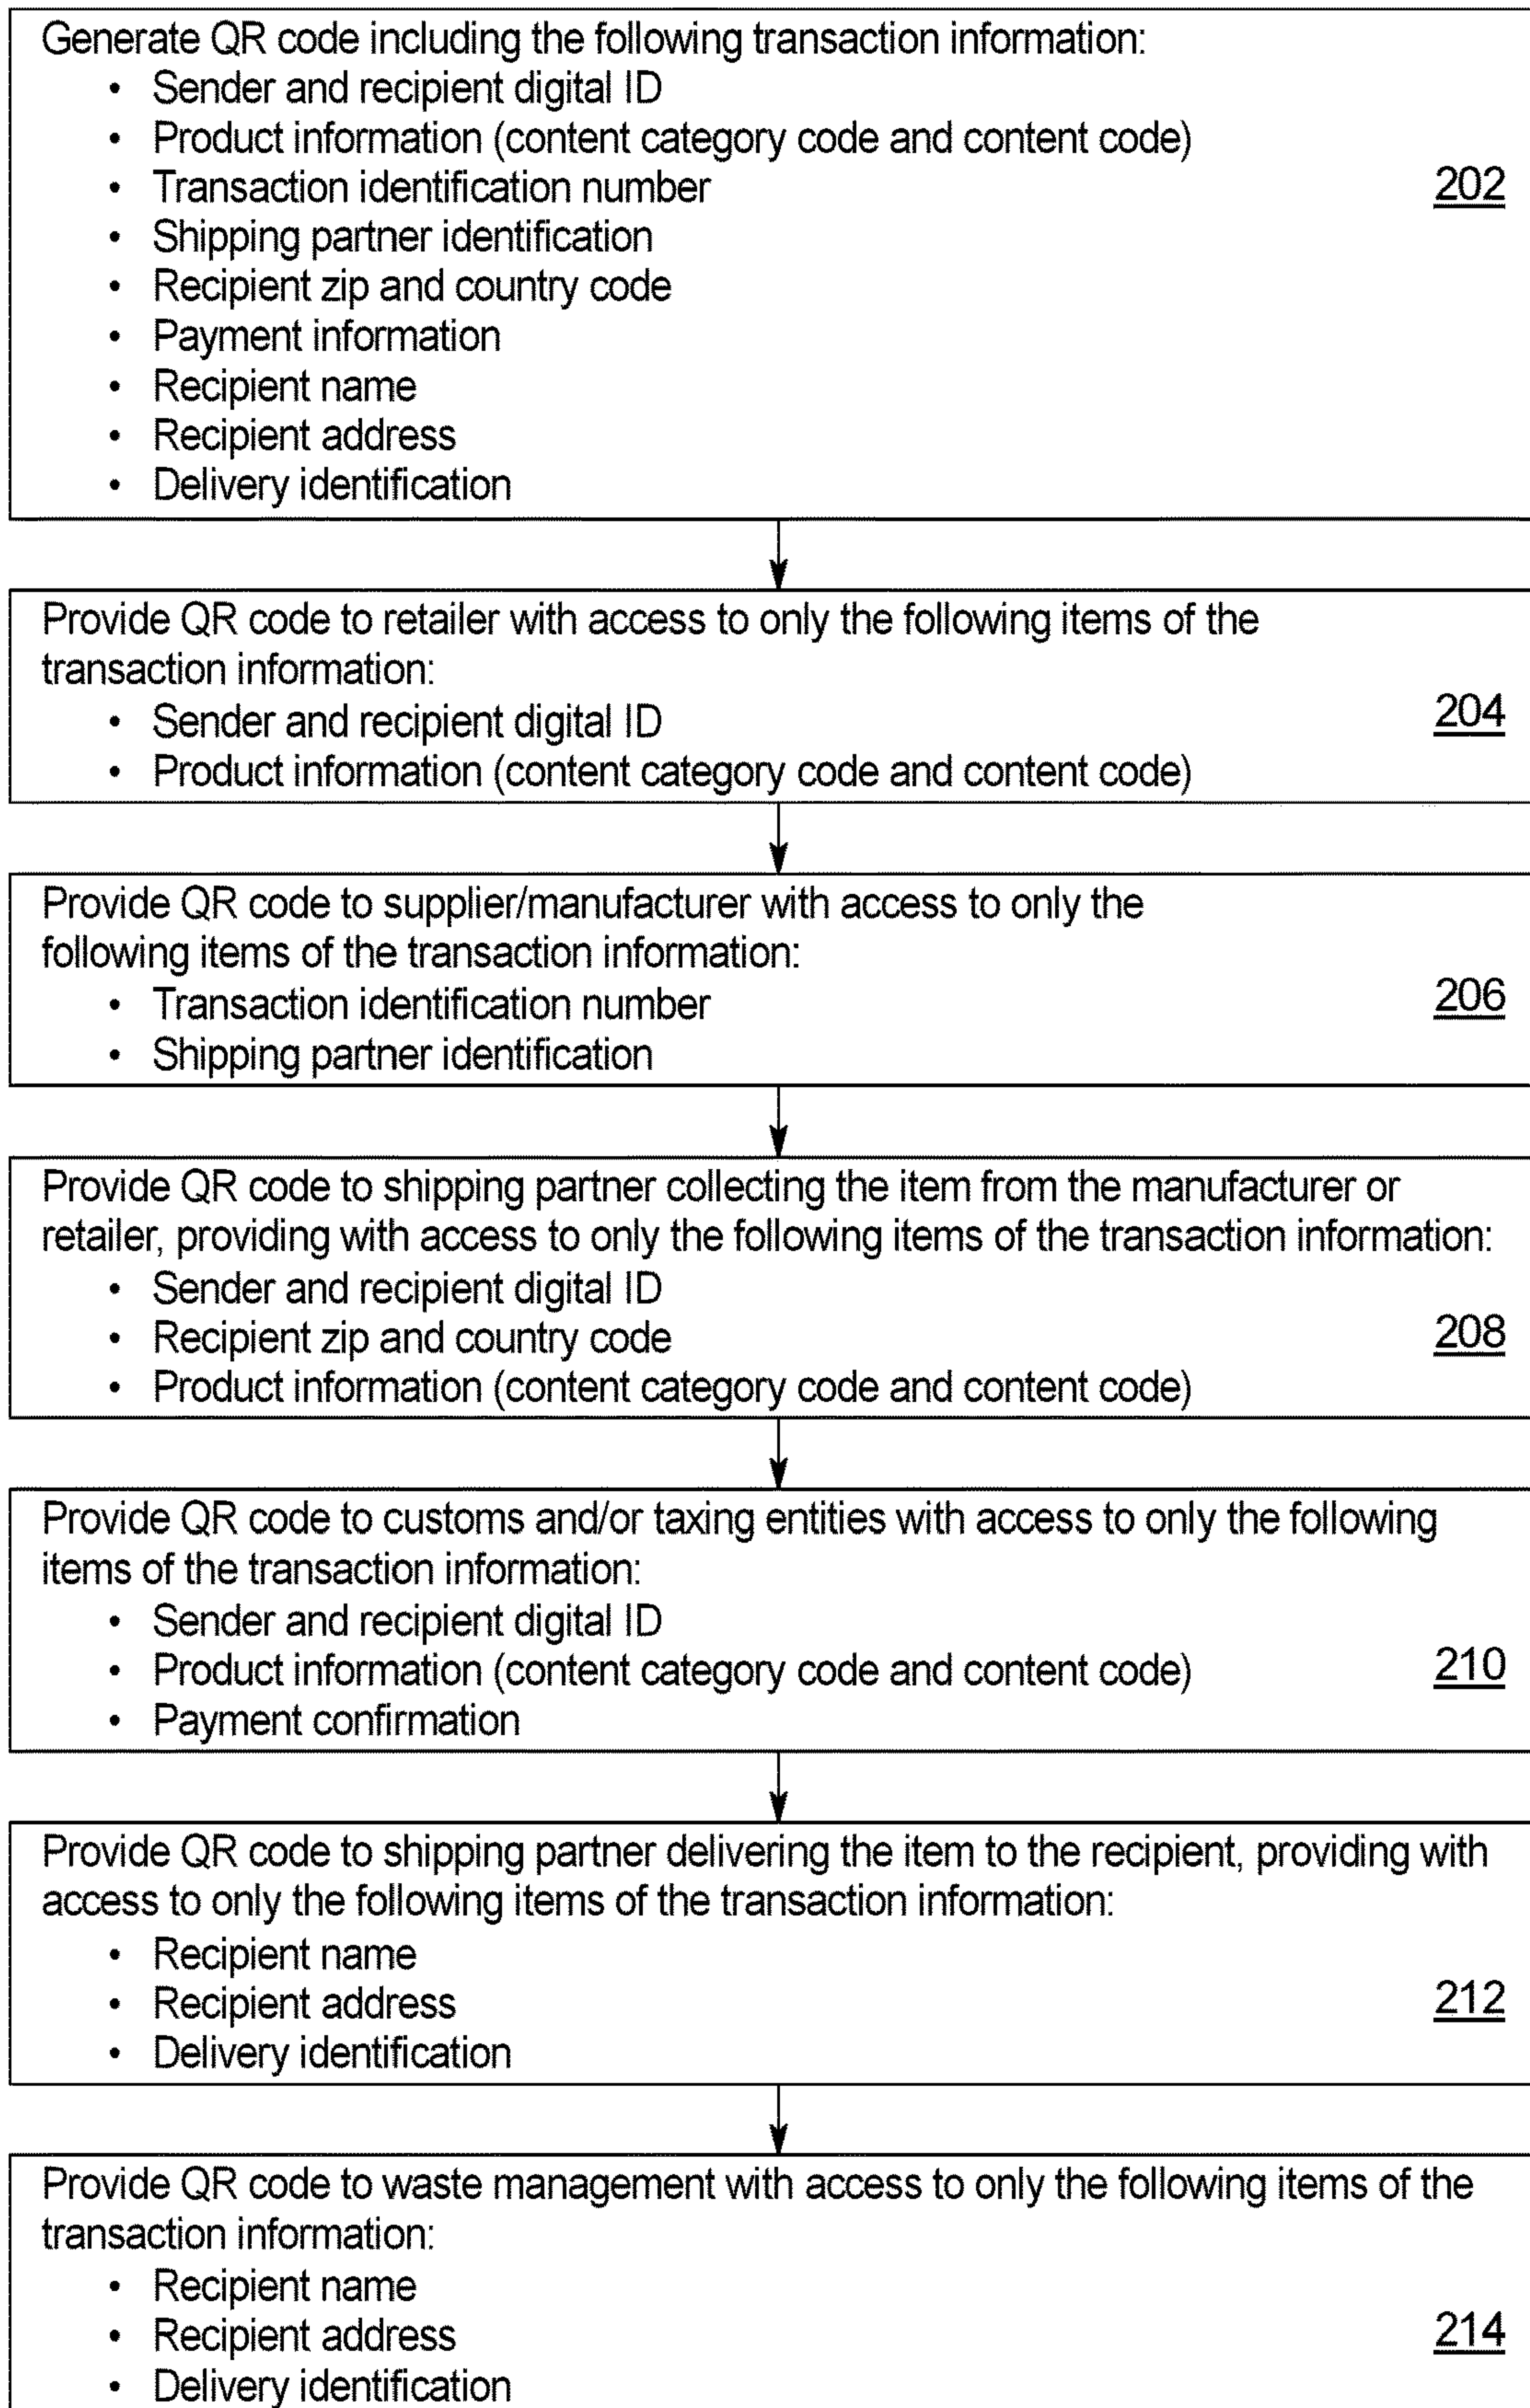 Generate QR code including the following transaction information:
• Sender and recipient digital ID
• Product information (content category code and content code)
• Transaction identification number
202
• Shipping partner identification
• Recipient zip and country code
• Payment information
• Recipient name
• Recipient address
• Delivery identification
Provide QR code to retailer with access to only the following items of the
transaction information:
204
• Sender and recipient digital ID
• Product information (content category code and content code)
Provide QR code to supplier/manufacturer with access to only the
following items of the transaction information:
206
• Transaction identification number
• Shipping partner identification
Provide QR code to shipping partner collecting the item from the manufacturer or
retailer, providing with access to only the following items of the transaction information:
• Sender and recipient digital ID
• Recipient zip and country code
208
• Product information (content category code and content code)
Provide QR code to customs and/or taxing entities with access to only the following
items of the transaction information:
• Sender and recipient digital ID
• Product information (content category code and content code)
210
• Payment confirmation
Provide QR code to shipping partner delivering the item to the recipient, providing with
access to only the following items of the transaction information:
• Recipient name
• Recipient address
212
• Delivery identification
Provide QR code to waste management with access to only the following items of the
transaction information:
• Recipient name
• Recipient address
214
• Delivery identification